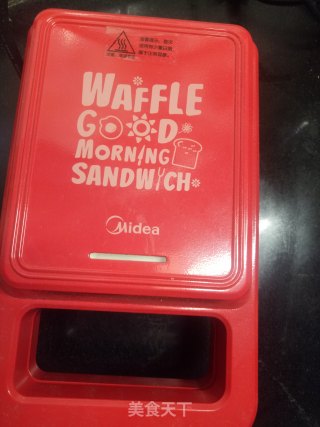 WAFFLE
GOOD
MORNING
SANDWICH
Midea
美食天下